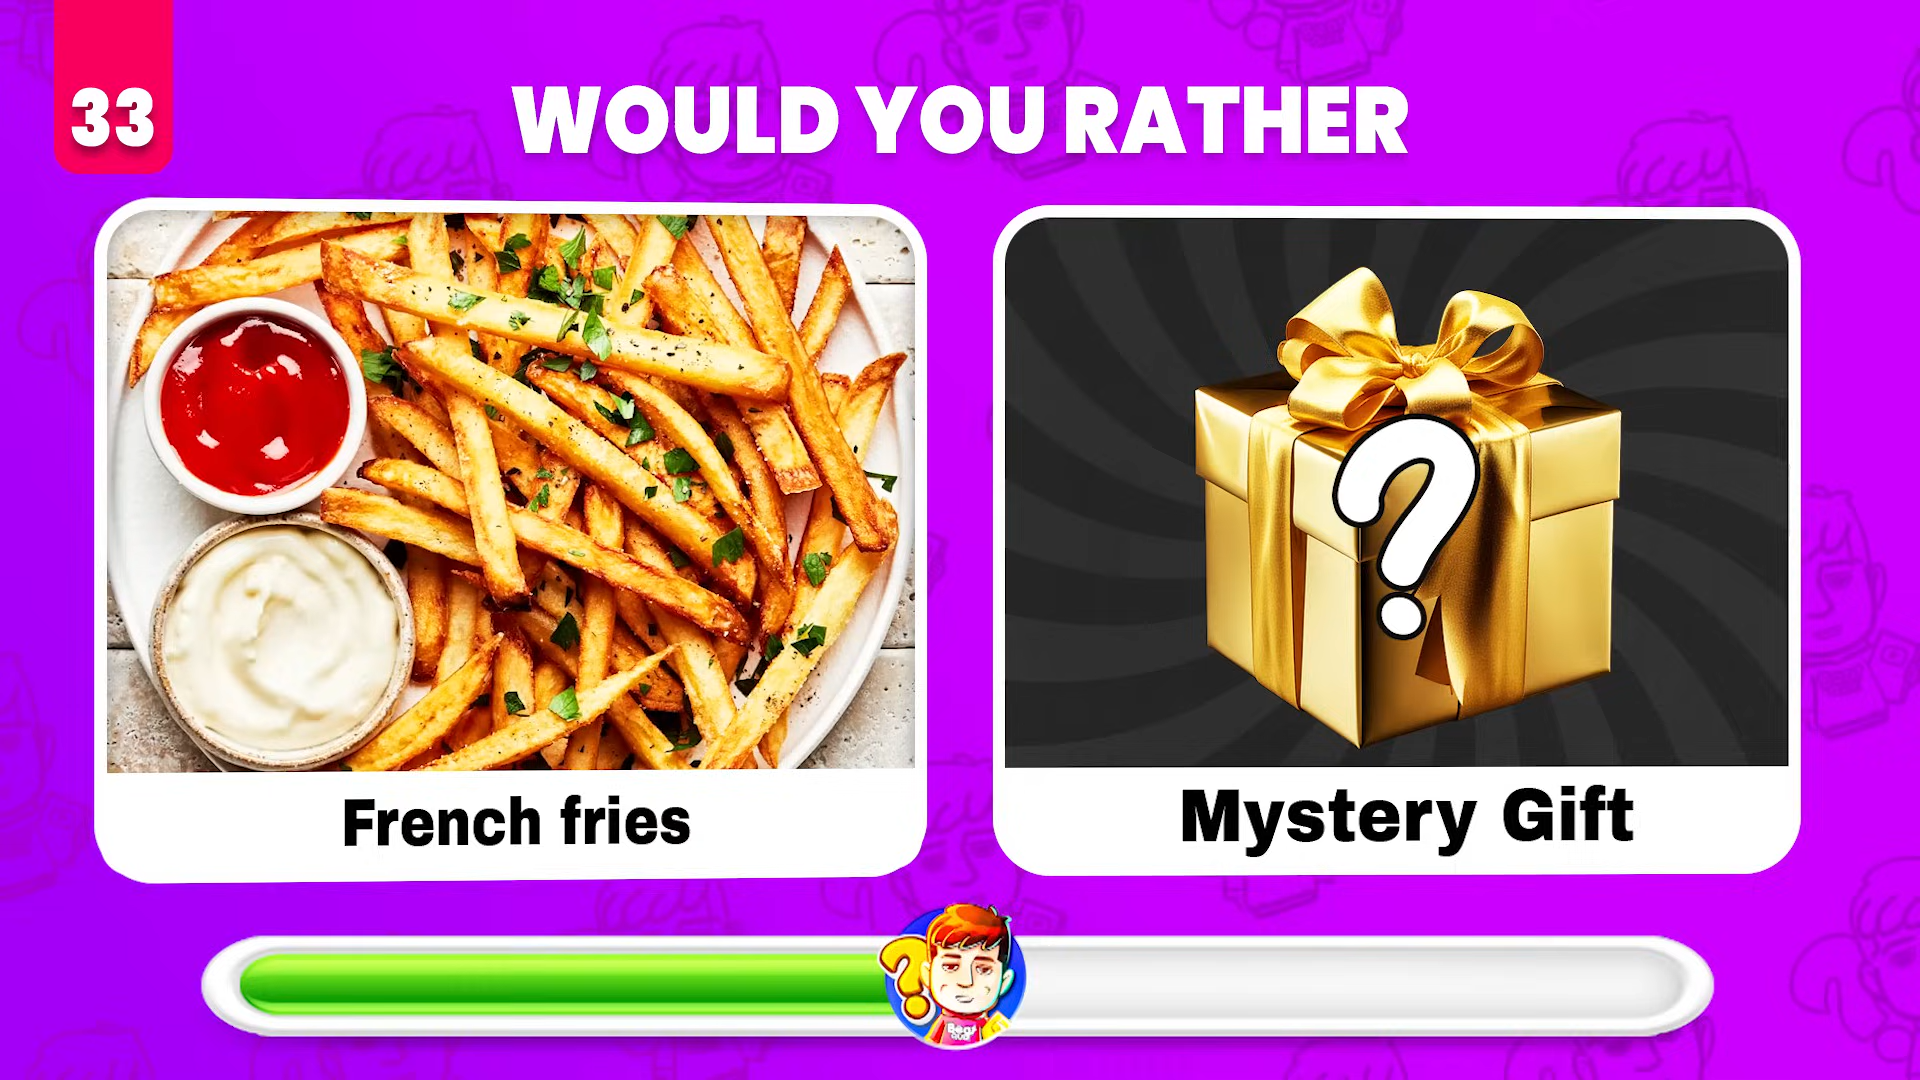 33
WOULD YOU RATHER
?
French fries
Mystery Gift
?